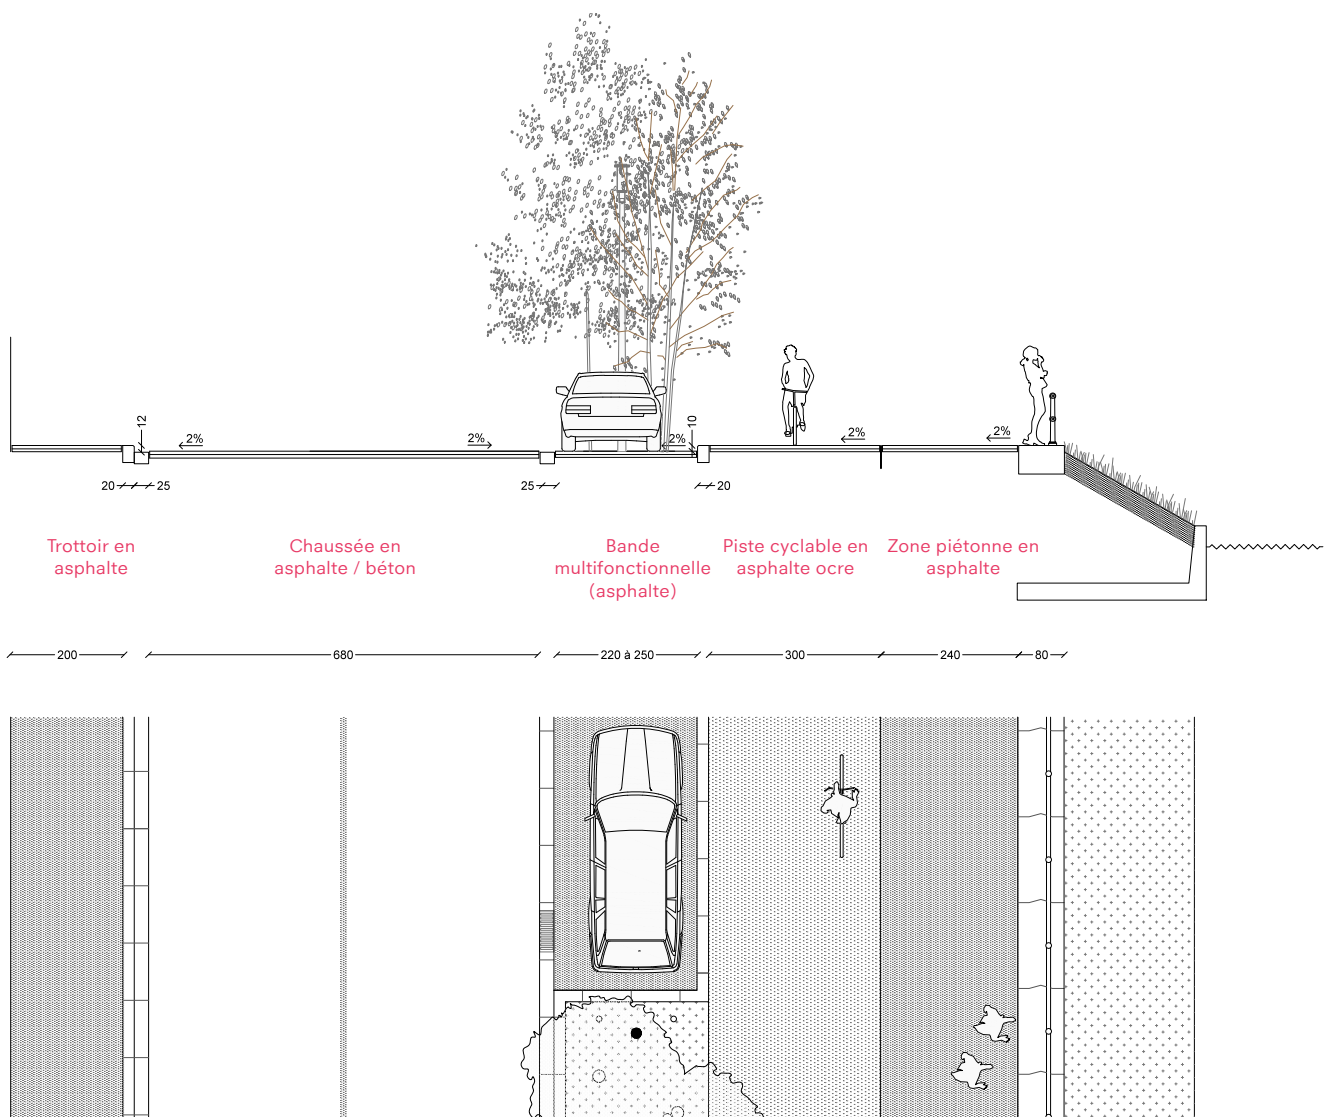 12
2%
2%
2%
10
2%
2%
20
25
25
20
Trottoir en
asphalte
Chaussée en
asphalte / béton
Bande
multifonctionnelle
(asphalte)
Piste cyclable en
asphalte ocre
Zone piétonne en
asphalte
200
680
220 à 250
300
240
80